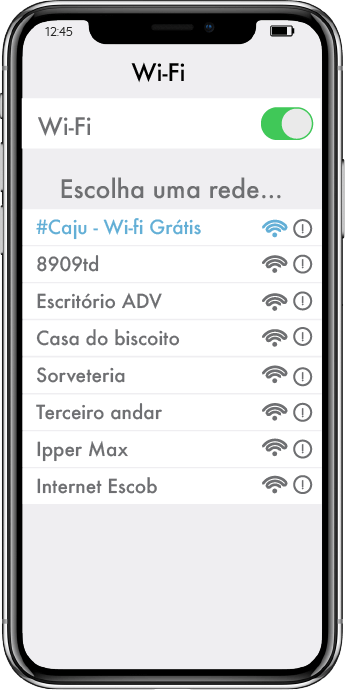 12:45
Wi-Fi
Wi-Fi
Escolha uma rede...
#Caju - Wi-fi Grátis
8909td
Escritório ADV
Casa do biscoito
Sorveteria
Terceiro andar
Ipper Max
Internet Escob